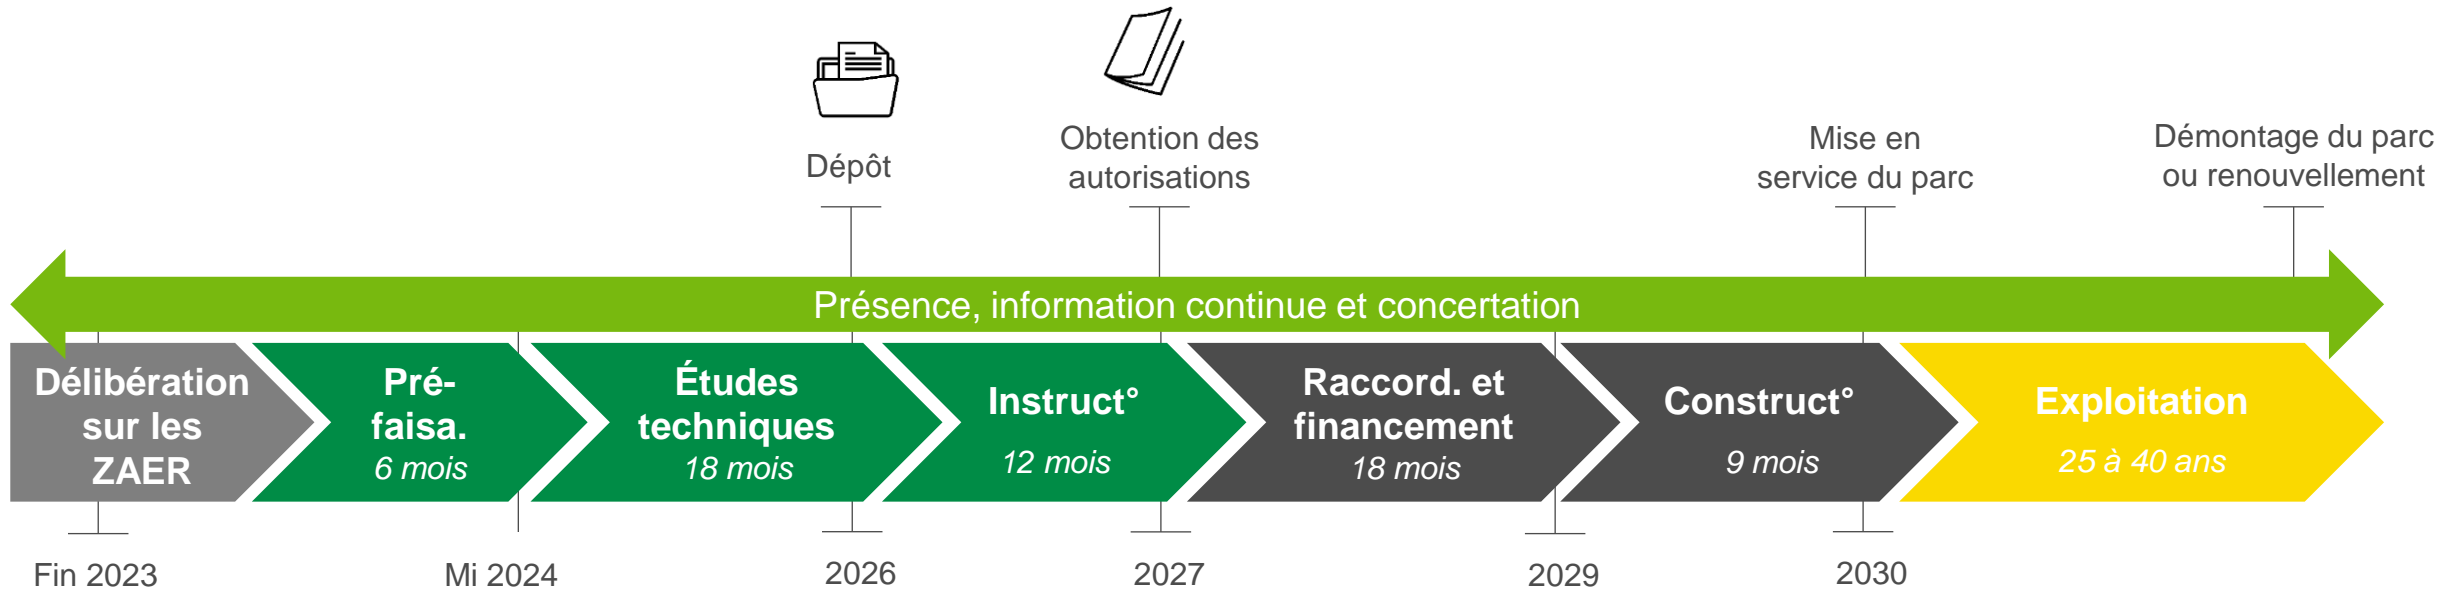 Dépôt
Obtention des
autorisations
Mise en
service du parc
Démontage du parc
ou renouvellement
Présence, information continue et concertation
Délibération
sur les
ZAER
Pré-
faisa.
6 mois
Études
techniques
18 mois
Instruct°
12 mois
Raccord. et
financement
18 mois
Construct°
9 mois
Exploitation
25 à 40 ans
Fin 2023
Mi 2024
2026
2027
2029
2030